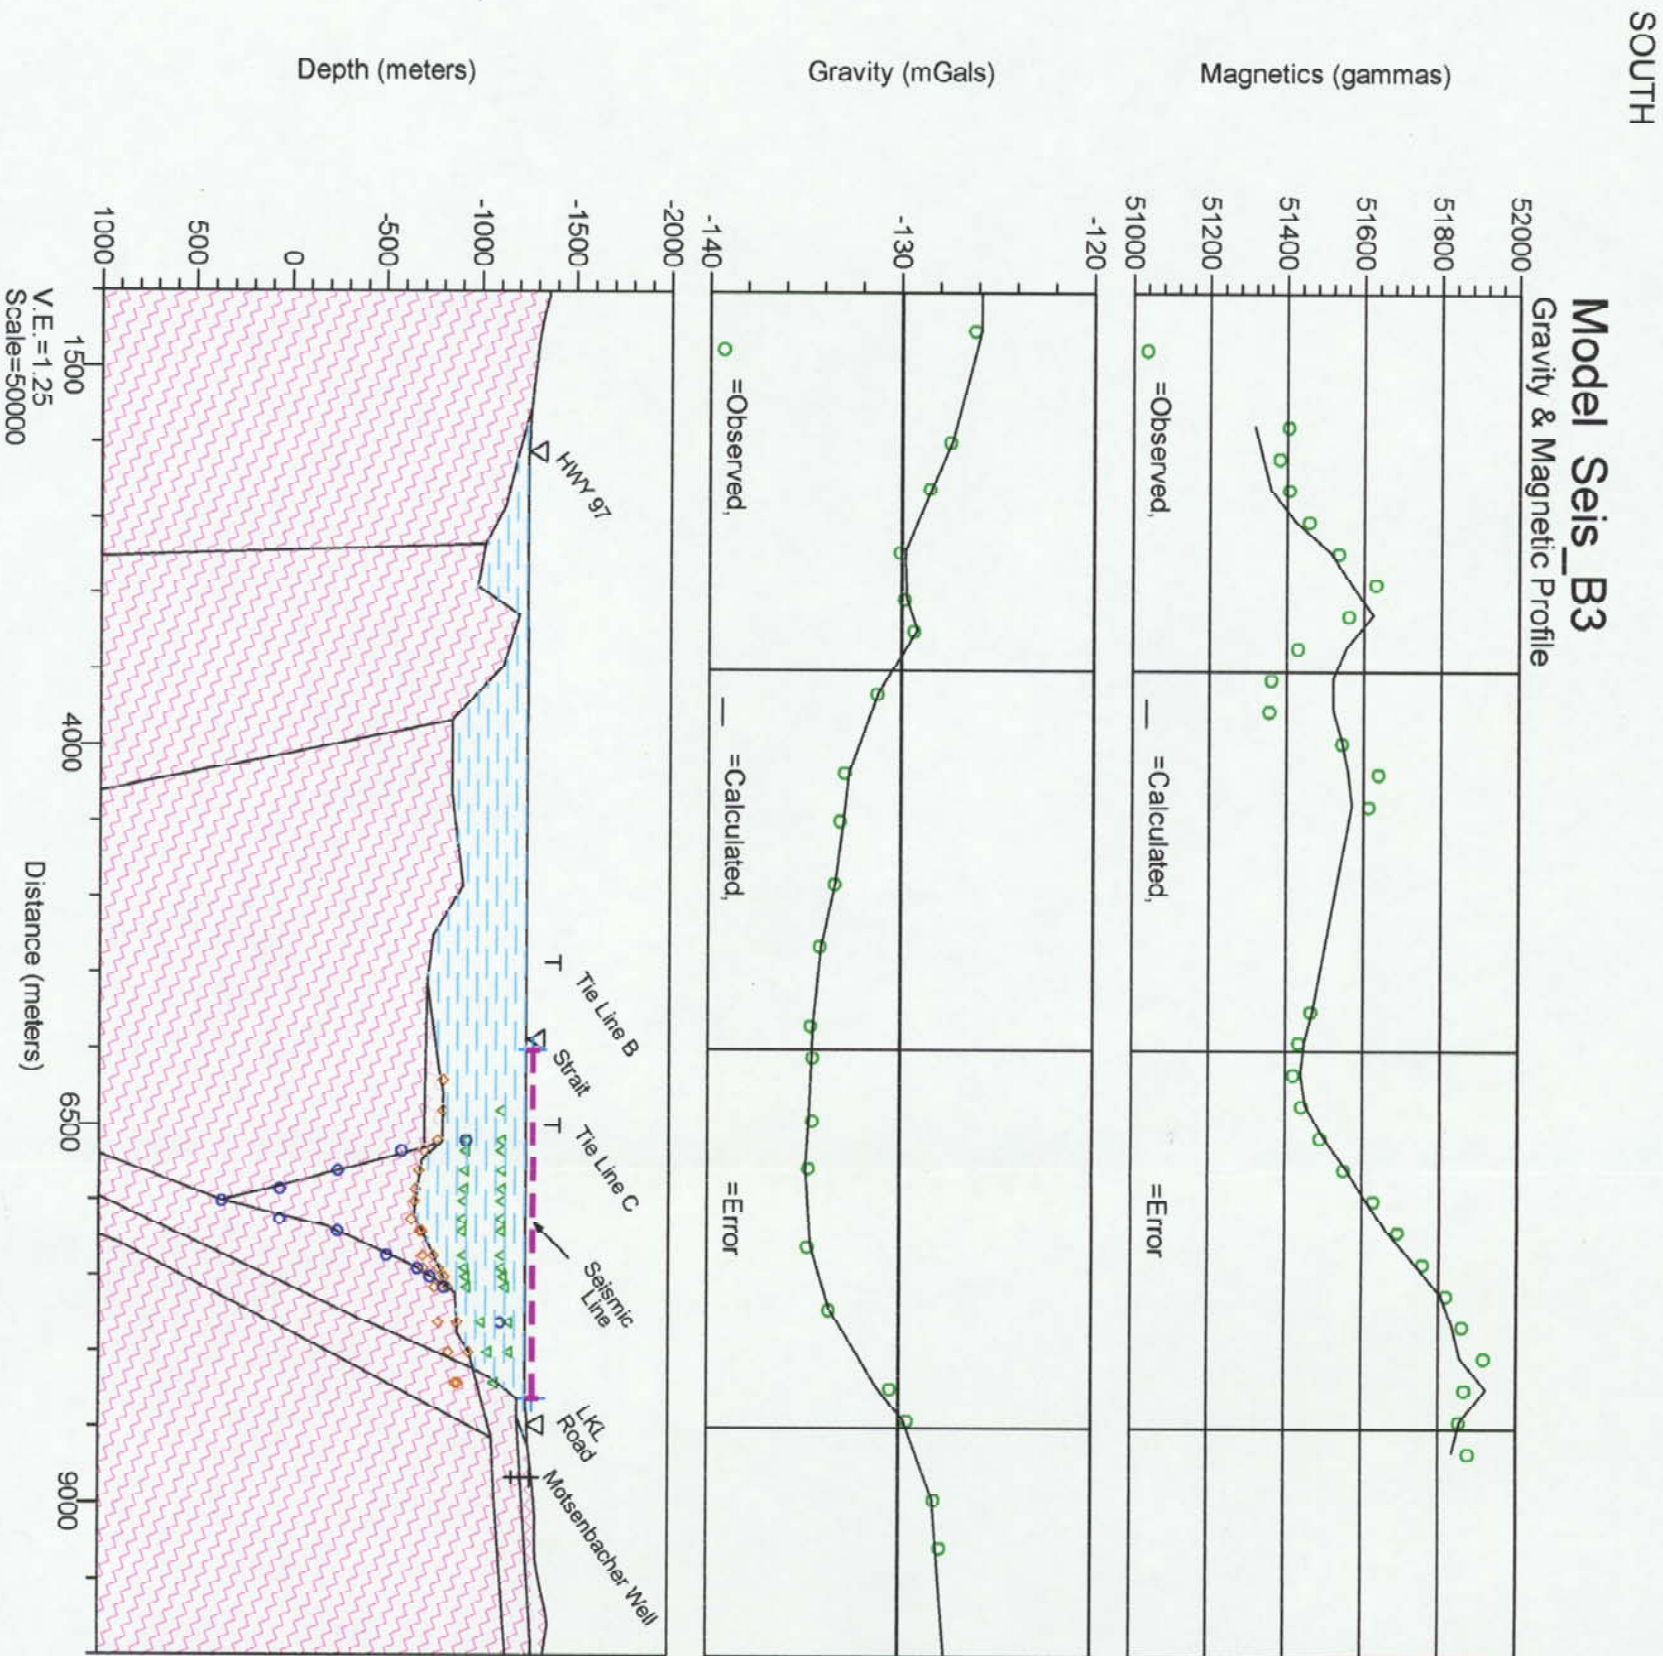 SOUTH
Model Seis_B3
Gravity & Magnetic Profile
Magnetics (gammas)
52000
51800
51600
51400
51200
51000
=Observed,
=Calculated,
=Error
Gravity (mGals)
-120
-130
-140
=Observed,
=Calculated,
=Error
Depth (meters)
-2000
-1500
-1000
-500
0
500
1000
HWY 97
T
Tie Line B
Strait
T
Tie Line C
Seismic
Line
LKL
Road
Motsenbacher Well
1500
4000
6500
9000
V.E.=1.25
Scale=50000
Distance (meters)